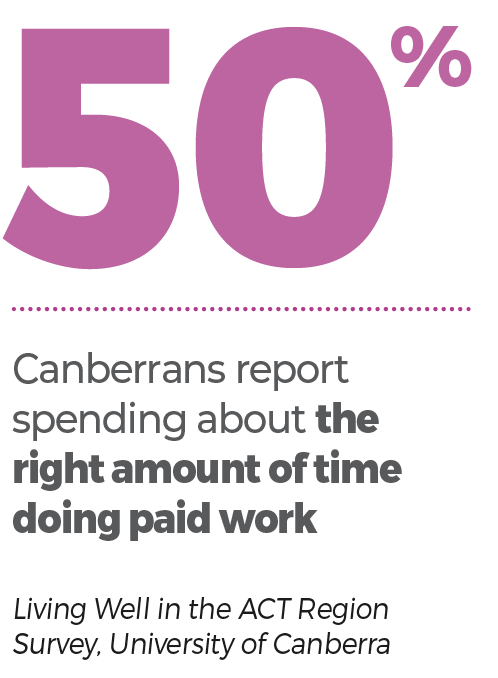 50%
Canberrans report
spending about the
right amount of time
doing paid work
Living Well in the ACT Region
Survey, University of Canberra